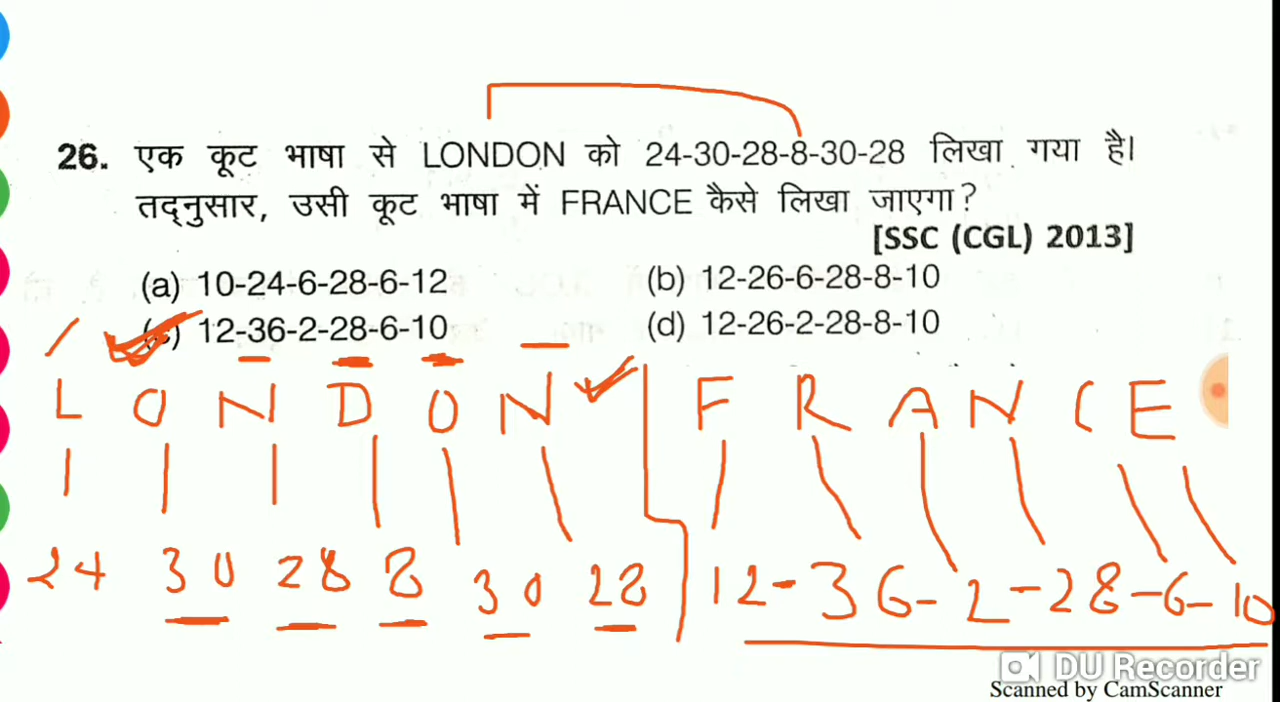 26. एक कूट भाषा से LONDON को 24-30-28-8-30-28 लिखा गया है।
तद्नुसार, उसी कूट भाषा में FRANCE कैसे लिखा जाएगा?
[SSC (CGL) 2013]
(a) 10-24-6-28-6-12 (b) 12-26-6-28-8-10
(c) 12-36-2-28-6-10 (d) 12-26-2-28-8-10
L O N D O N F R A N C E
24 30 28 8 30 28 12-36-2-28-6-10
DU Recorder
Scanned by CamScanner